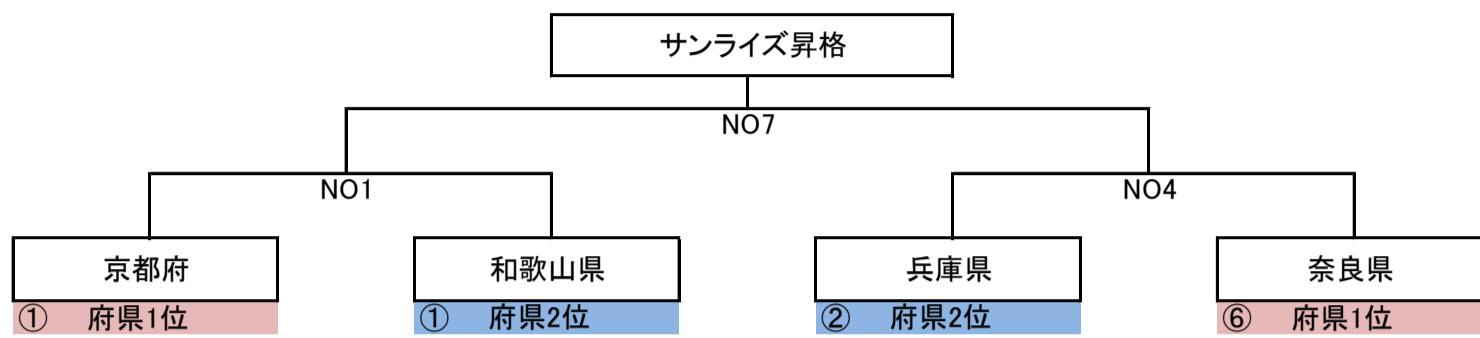 サンライズ昇格
NO7
NO1
NO4
京都府
和歌山県
兵庫県
奈良県
① 府県1位
① 府県2位
② 府県2位
⑥ 府県1位